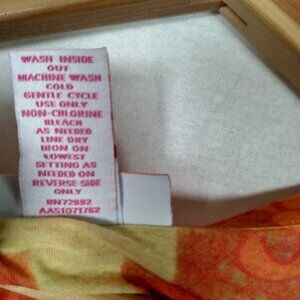 WASH INSIDE
OUT
MACHINE WASH
COLD
GENTLE CYCLE
USE ONLY
NON-CHLORINE
BLEACH
AS NEEDED
LINE DRY
IRON ON
LOWEST
SETTING AS
NEEDED ON
REVERSE SIDE
ONLY
RN72882
AAS1071762